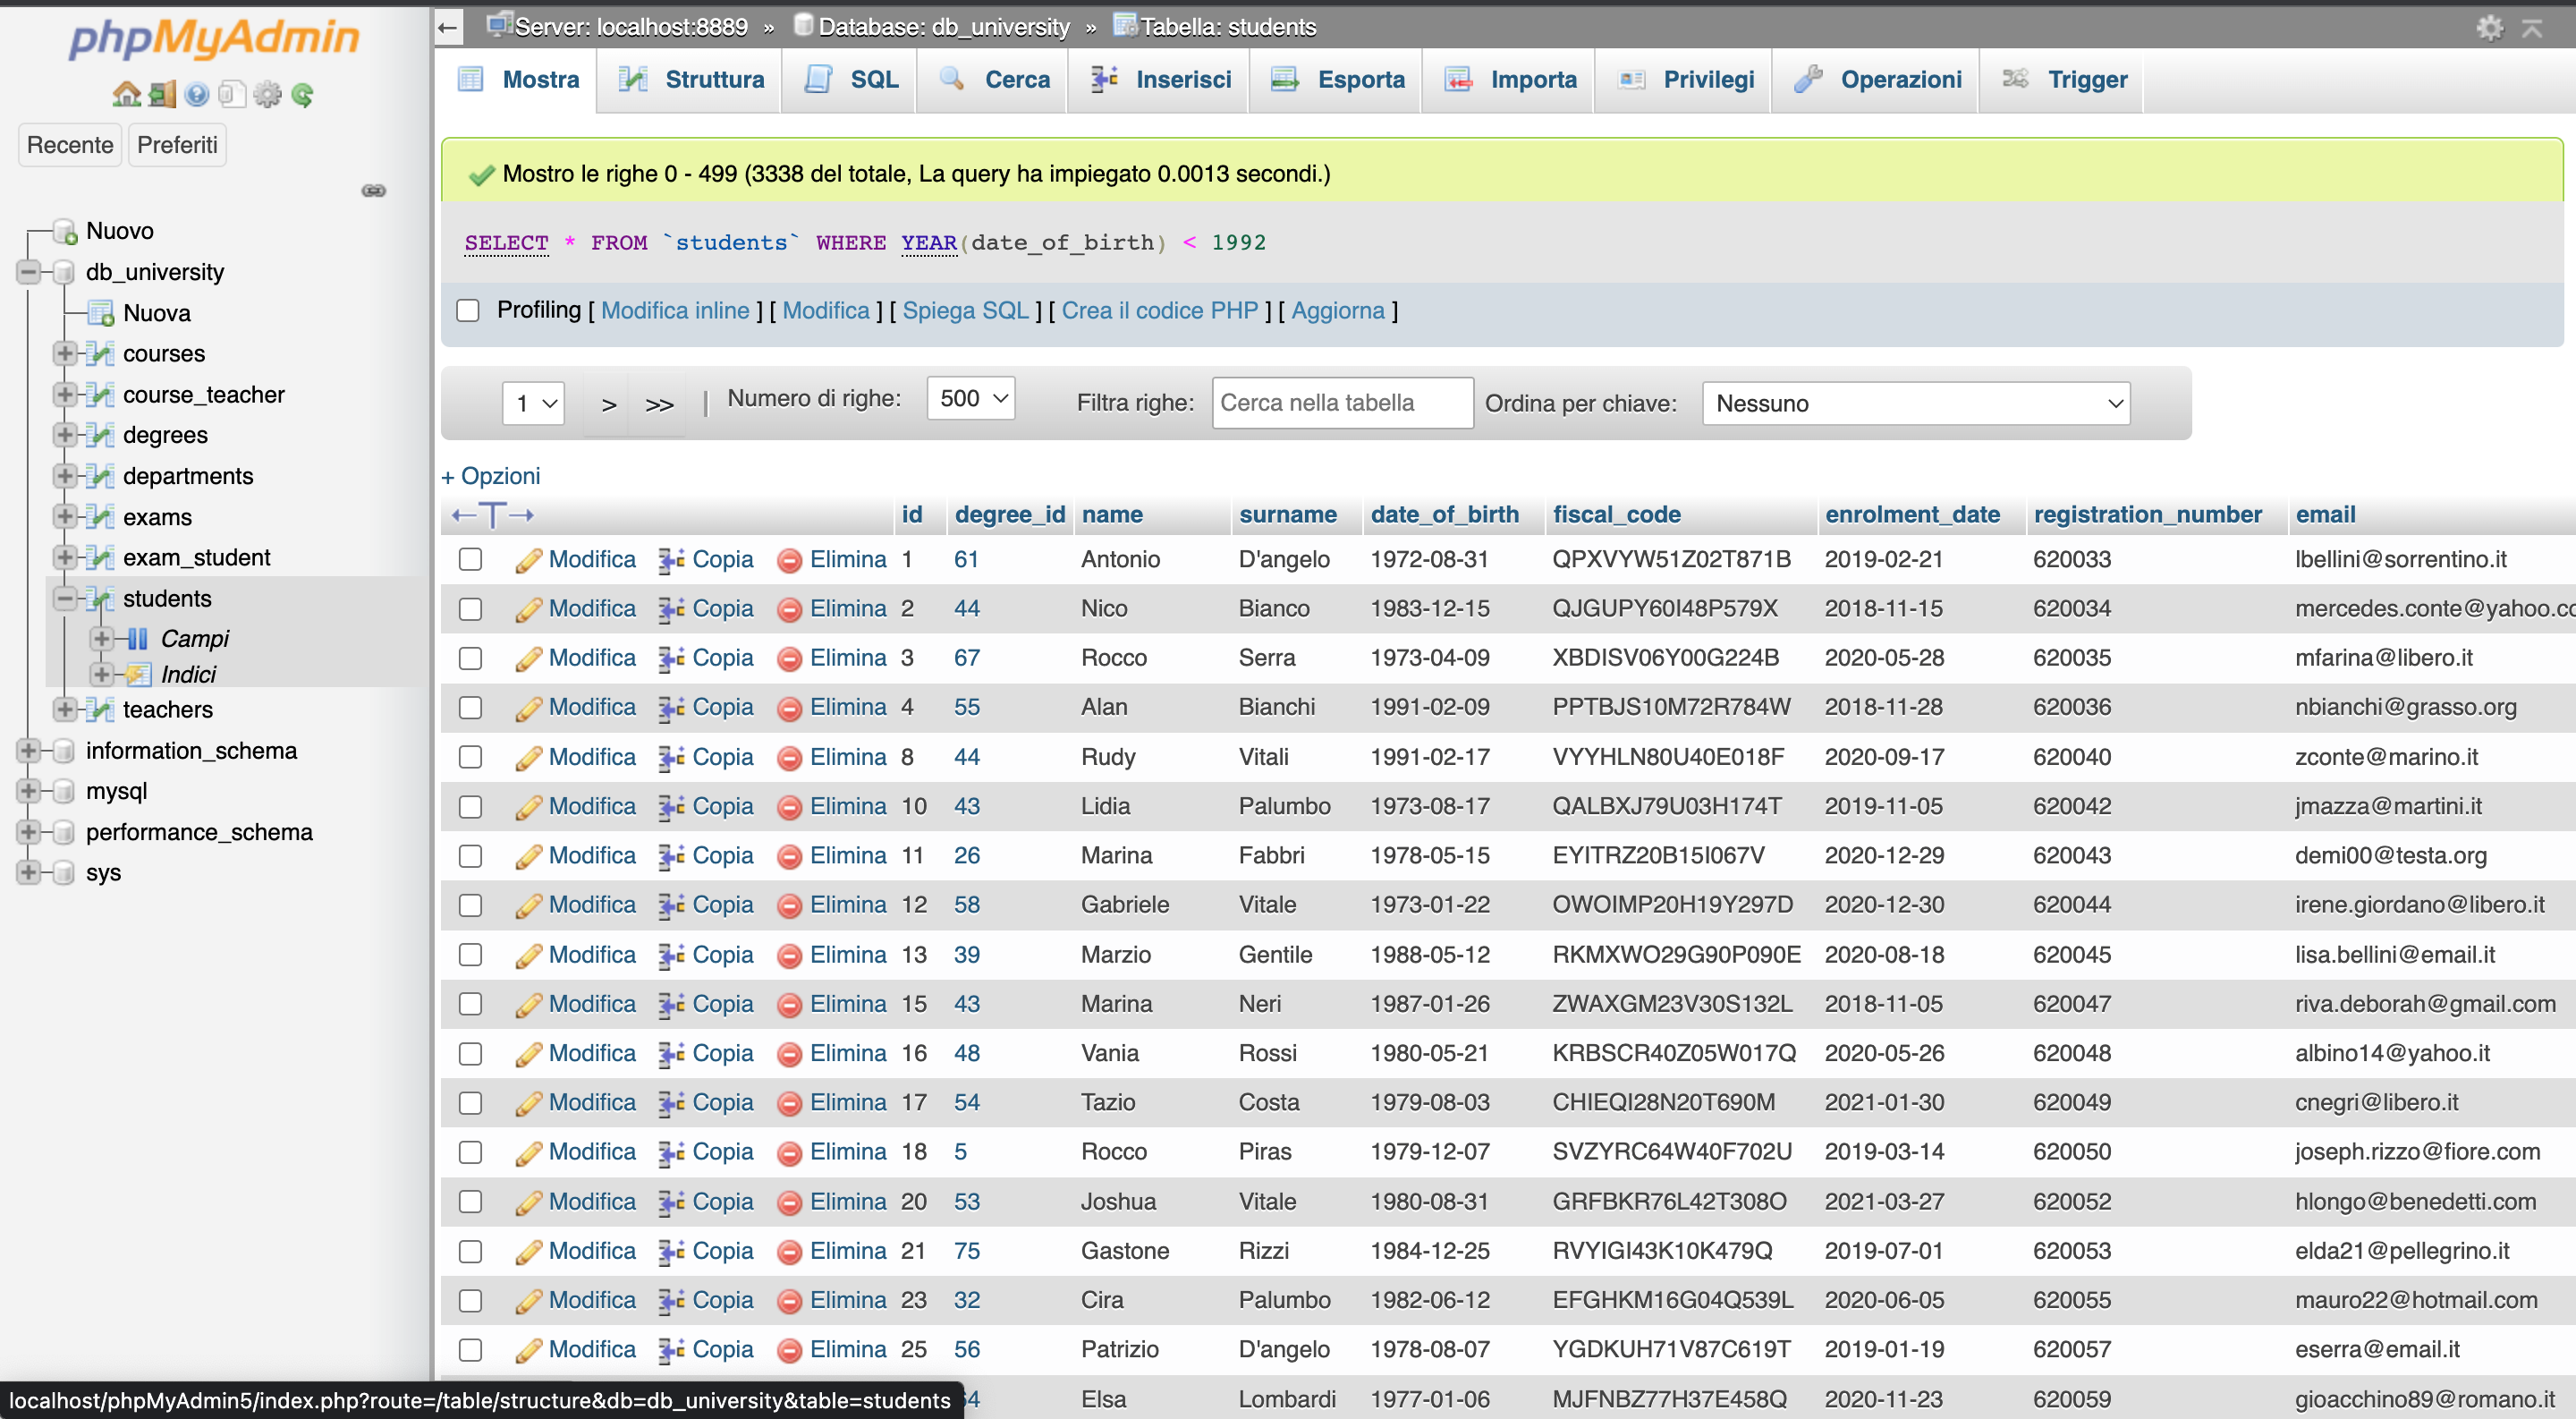 phpMyAdmin
Recente Preferiti
Nuovo
db_university
Nuova
courses
course_teacher
degrees
departments
exams
exam_student
students
Campi
Indici
teachers
information_schema
mysql
performance_schema
sys
Server: localhost:8889 » Database: db_university » Tabella: students
Mostra Struttura SQL Cerca Inserisci Esporta Importa Privilegi Operazioni Trigger
Mostro le righe 0 - 499 (3338 del totale, La query ha impiegato 0.0013 secondi.)
SELECT * FROM `students` WHERE YEAR(date_of_birth) < 1992
Profiling [ Modifica inline ] [ Modifica ] [ Spiega SQL ] [ Crea il codice PHP ] [ Aggiorna ]
1 > >> | Numero di righe: 500 Filtra righe: Cerca nella tabella Ordina per chiave: Nessuno
+ Opzioni
←T→ id degree_id name surname date_of_birth fiscal_code enrolment_date registration_number email
Modifica Copia Elimina 1 61 Antonio D'angelo 1972-08-31 QPXVYW51Z02T871B 2019-02-21 620033 lbellini@sorrentino.it
Modifica Copia Elimina 2 44 Nico Bianco 1983-12-15 QJGUPY60I48P579X 2018-11-15 620034 mercedes.conte@yahoo.co
Modifica Copia Elimina 3 67 Rocco Serra 1973-04-09 XBDISV06Y00G224B 2020-05-28 620035 mfarina@libero.it
Modifica Copia Elimina 4 55 Alan Bianchi 1991-02-09 PPTBJS10M72R784W 2018-11-28 620036 nbianchi@grasso.org
Modifica Copia Elimina 8 44 Rudy Vitali 1991-02-17 VYYHLN80U40E018F 2020-09-17 620040 zconte@marino.it
Modifica Copia Elimina 10 43 Lidia Palumbo 1973-08-17 QALBXJ79U03H174T 2019-11-05 620042 jmazza@martini.it
Modifica Copia Elimina 11 26 Marina Fabbri 1978-05-15 EYITRZ20B15I067V 2020-12-29 620043 demi00@testa.org
Modifica Copia Elimina 12 58 Gabriele Vitale 1973-01-22 OWOIMP20H19Y297D 2020-12-30 620044 irene.giordano@libero.it
Modifica Copia Elimina 13 39 Marzio Gentile 1988-05-12 RKMXWO29G90P090E 2020-08-18 620045 lisa.bellini@email.it
Modifica Copia Elimina 15 43 Marina Neri 1987-01-26 ZWAXGM23V30S132L 2018-11-05 620047 riva.deborah@gmail.com
Modifica Copia Elimina 16 48 Vania Rossi 1980-05-21 KRBSCR40Z05W017Q 2020-05-26 620048 albino14@yahoo.it
Modifica Copia Elimina 17 54 Tazio Costa 1979-08-03 CHIEQI28N20T690M 2021-01-30 620049 cnegri@libero.it
Modifica Copia Elimina 18 5 Rocco Piras 1979-12-07 SVZYRC64W40F702U 2019-03-14 620050 joseph.rizzo@fiore.com
Modifica Copia Elimina 20 53 Joshua Vitale 1980-08-31 GRFBKR76L42T308O 2021-03-27 620052 hlongo@benedetti.com
Modifica Copia Elimina 21 75 Gastone Rizzi 1984-12-25 RVYIGI43K10K479Q 2019-07-01 620053 elda21@pellegrino.it
Modifica Copia Elimina 23 32 Cira Palumbo 1982-06-12 EFGHKM16G04Q539L 2020-06-05 620055 mauro22@hotmail.com
Modifica Copia Elimina 25 56 Patrizio D'angelo 1978-08-07 YGDKUH71V87C619T 2019-01-19 620057 eserra@email.it
4 Elsa Lombardi 1977-01-06 MJFNBZ77H37E458Q 2020-11-23 620059 gioacchino89@romano.it
localhost/phpMyAdmin5/index.php?route=/table/structure&db=db_university&table=students